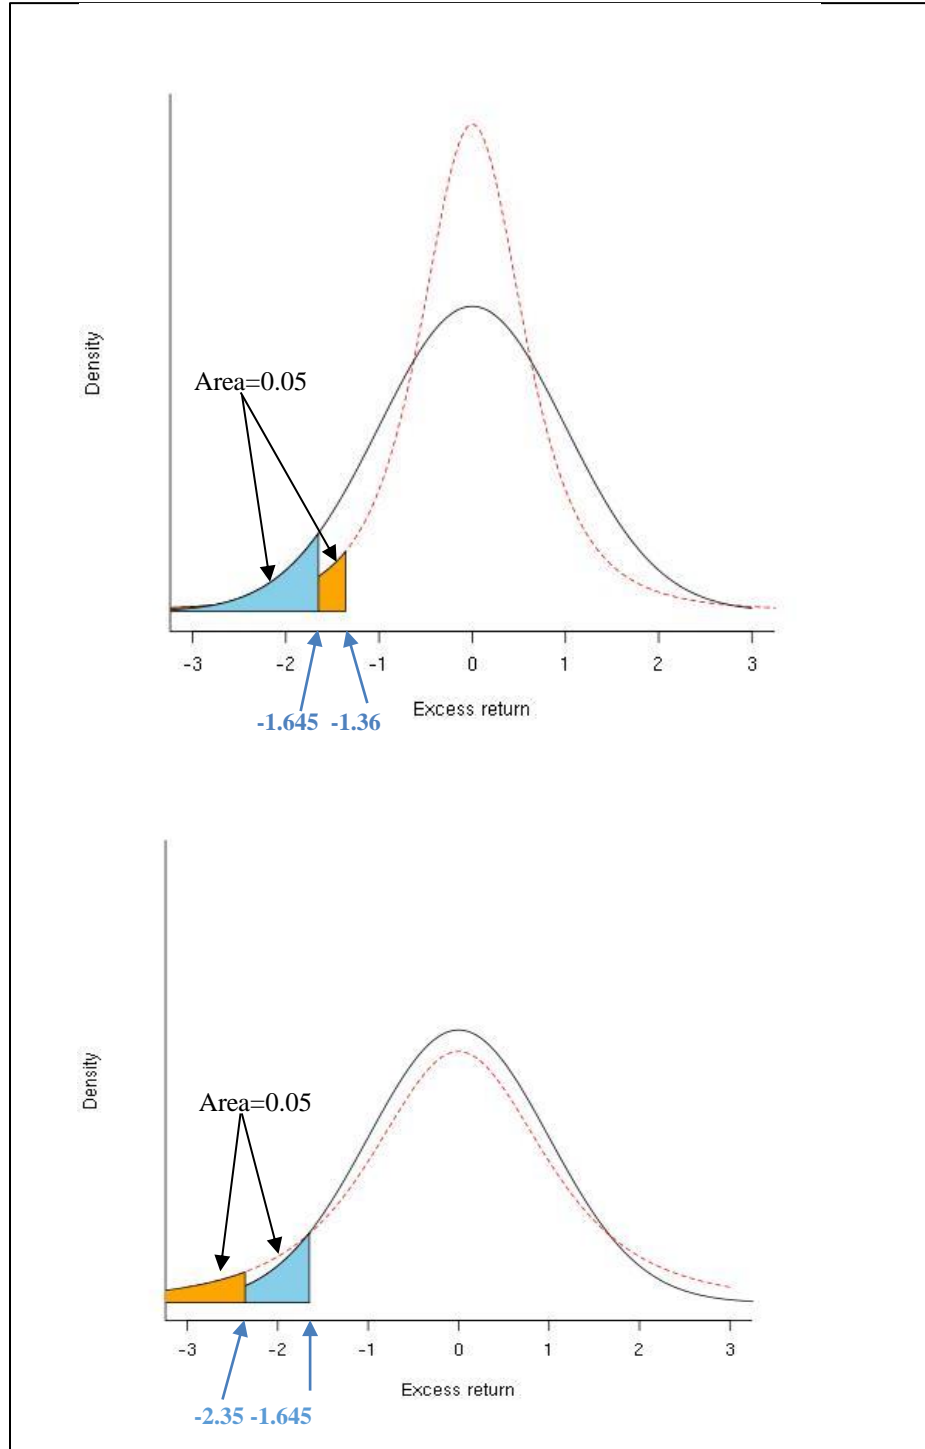 Density
Area=0.05
-3 -2 -1 0 1 2 3
-1.645 -1.36
Excess return
Density
Area=0.05
-3 -2 -1 0 1 2 3
Excess return
-2.35 -1.645